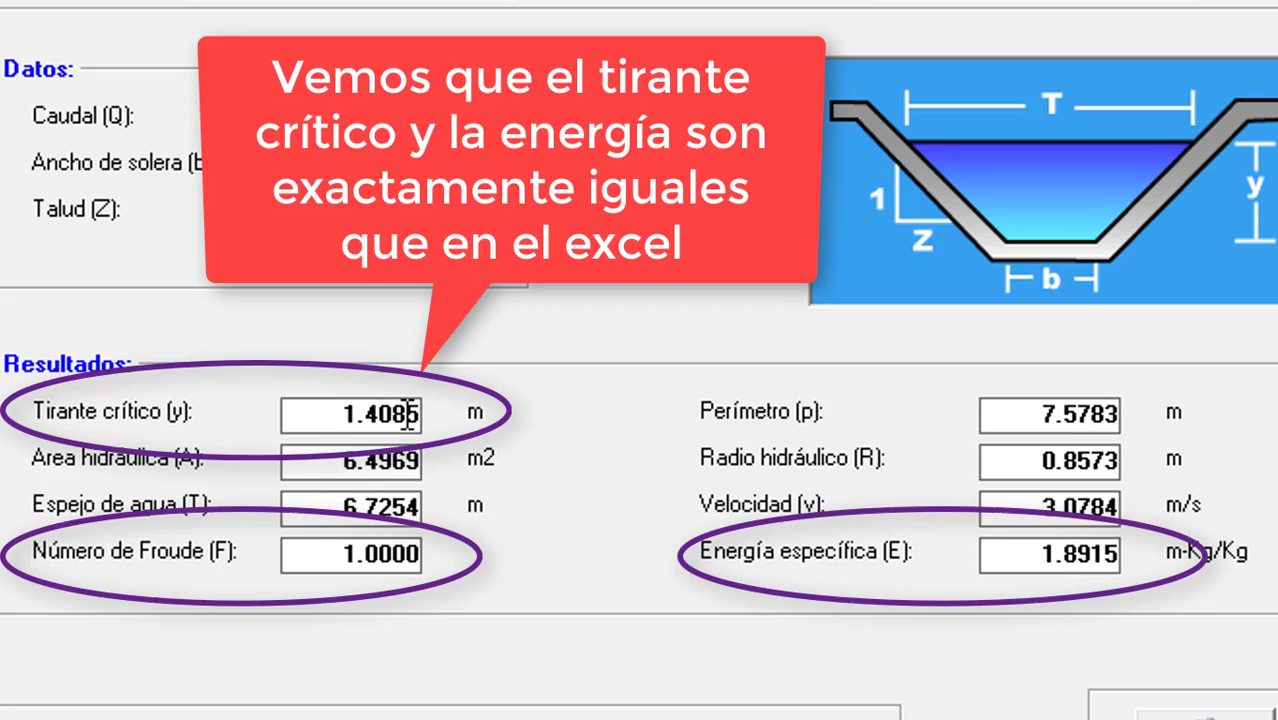 Vemos que el tirante
crítico y la energía son
exactamente iguales
que en el excel
Datos:
Caudal (Q):
Ancho de solera (b
Talud (Z):
T
1
Z
b
y
Resultados:
Tirante crítico (y): 1.4085 m
Area hidráulica (A): 6.4969 m2
Espejo de agua (T): 6.7254 m
Número de Froude (F): 1.0000
Perímetro (p): 7.5783 m
Radio hidráulico (R): 0.8573 m
Velocidad (v): 3.0784 m/s
Energía específica (E): 1.8915 m-Kg/Kg